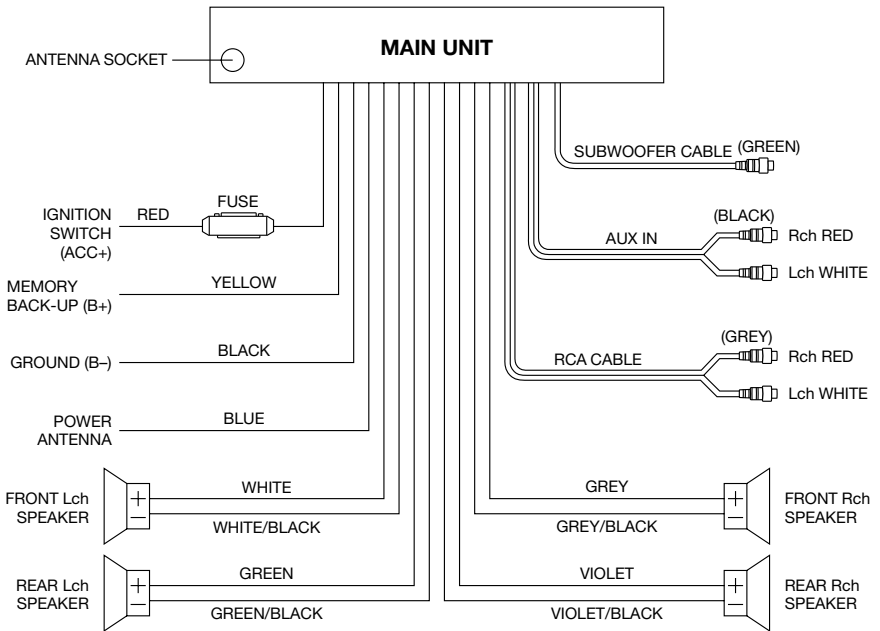 MAIN UNIT
ANTENNA SOCKET
SUBWOOFER CABLE (GREEN)
IGNITION
SWITCH
(ACC+)
RED
FUSE
(BLACK)
AUX IN
Rch RED
Lch WHITE
MEMORY
BACK-UP (B+)
YELLOW
GROUND (B–)
BLACK
(GREY)
RCA CABLE
Rch RED
Lch WHITE
POWER
ANTENNA
BLUE
FRONT Lch
SPEAKER
+
–
WHITE
WHITE/BLACK
GREY
GREY/BLACK
+
–
FRONT Rch
SPEAKER
REAR Lch
SPEAKER
+
–
GREEN
GREEN/BLACK
VIOLET
VIOLET/BLACK
+
–
REAR Rch
SPEAKER